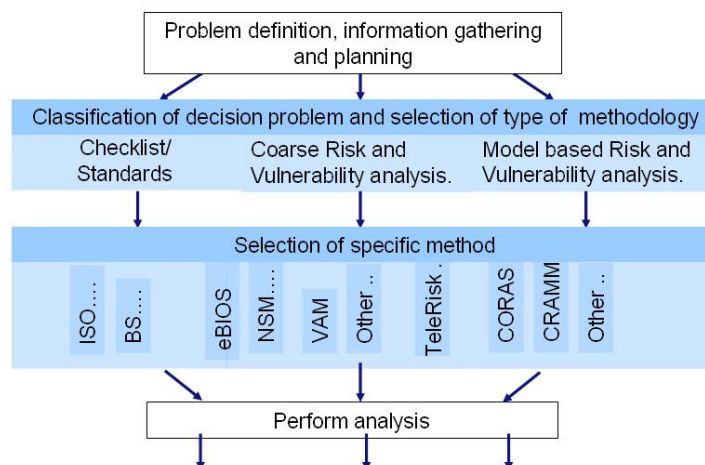 Problem definition, information gathering
and planning
Classification of decision problem and selection of type of methodology
Checklist/
Standards
Coarse Risk and
Vulnerability analysis.
Model based Risk and
Vulnerability analysis.
Selection of specific method
ISO....
BS....
eBIOS
NSM....
VAM
Other ..
TeleRisk .
CORAS
CRAMM
Other ..
Perform analysis